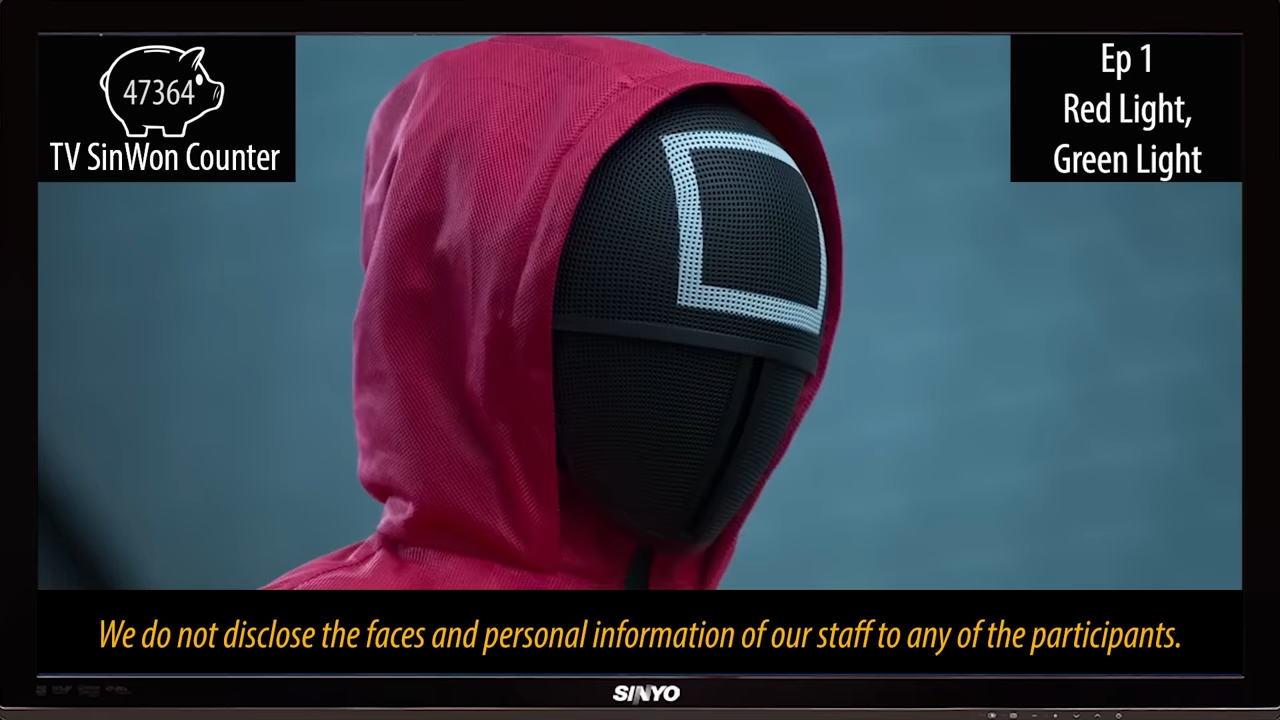 47364
TV SinWon Counter
Ep 1
Red Light,
Green Light
We do not disclose the faces and personal information of our staff to any of the participants.
SINYO